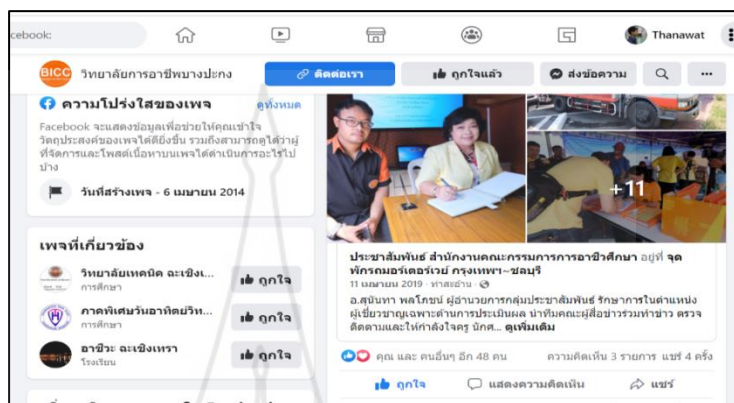 cebook:
Thanawat
BICC วิทยาลัยการอาชีพบางปะกง
ติดต่อเรา
ถูกใจแล้ว
ส่งข้อความ
ความโปร่งใสของเพจ ดูทั้งหมด
Facebook จะแสดงข้อมูลเพื่อช่วยให้คุณเข้าใจ
วัตถุประสงค์ของเพจได้ดียิ่งขึ้น รวมถึงสามารถดูได้ว่าผู้
ที่จัดการและโพสต์เนื้อหาบนเพจได้ดำเนินการอะไรไป
บ้าง
วันที่สร้างเพจ - 6 เมษายน 2014
เพจที่เกี่ยวข้อง
วิทยาลัยเทคนิค ฉะเชิงเ...
การศึกษา
ถูกใจ
ภาคพิเศษวันอาทิตย์วิท...
การศึกษา
ถูกใจ
อาชีวะ ฉะเชิงเทรา
โรงเรียน
ถูกใจ
+11
ประชาสัมพันธ์ สำนักงานคณะกรรมการการอาชีวศึกษา อยู่ที่ จุด
พักรถมอร์เตอร์เวย์ กรุงเทพฯ-ชลบุรี
11 เมษายน 2019 · ท่าสะอ้าน ·
อ.สุนันทา พลโภชน์ ผู้อำนวยการกลุ่มประชาสัมพันธ์ รักษาการในตำแหน่ง
ผู้เชี่ยวชาญเฉพาะด้านการประเมินผล นำทีมคณะผู้สื่อข่าวร่วมทำข่าว ตรวจ
ติดตามและให้กำลังใจครู นักศ... ดูเพิ่มเติม
คุณ และ คนอื่นๆ อีก 48 คน ความคิดเห็น 3 รายการ แชร์ 4 ครั้ง
ถูกใจ แสดงความคิดเห็น แชร์